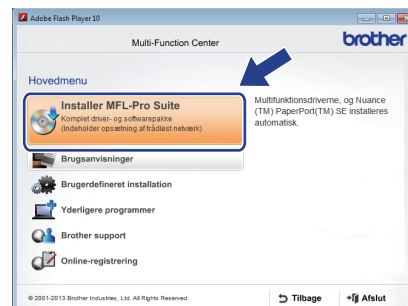 Adobe Flash Player 10
Multi-Function Center
brother
Hovedmenu
Installer MFL-Pro Suite
Komplet driver- og softwarepakke
(Indeholder opsætning af trådløst netværk)
Multifunktionsdriverne, og Nuance
(TM) PaperPort(TM) SE installeres
automatisk.
Brugsanvisninger
Brugerdefineret installation
Yderligere programmer
Brother support
Online-registrering
© 2001-2013 Brother Industries, Ltd. All Rights Reserved.
Tilbage
Afslut